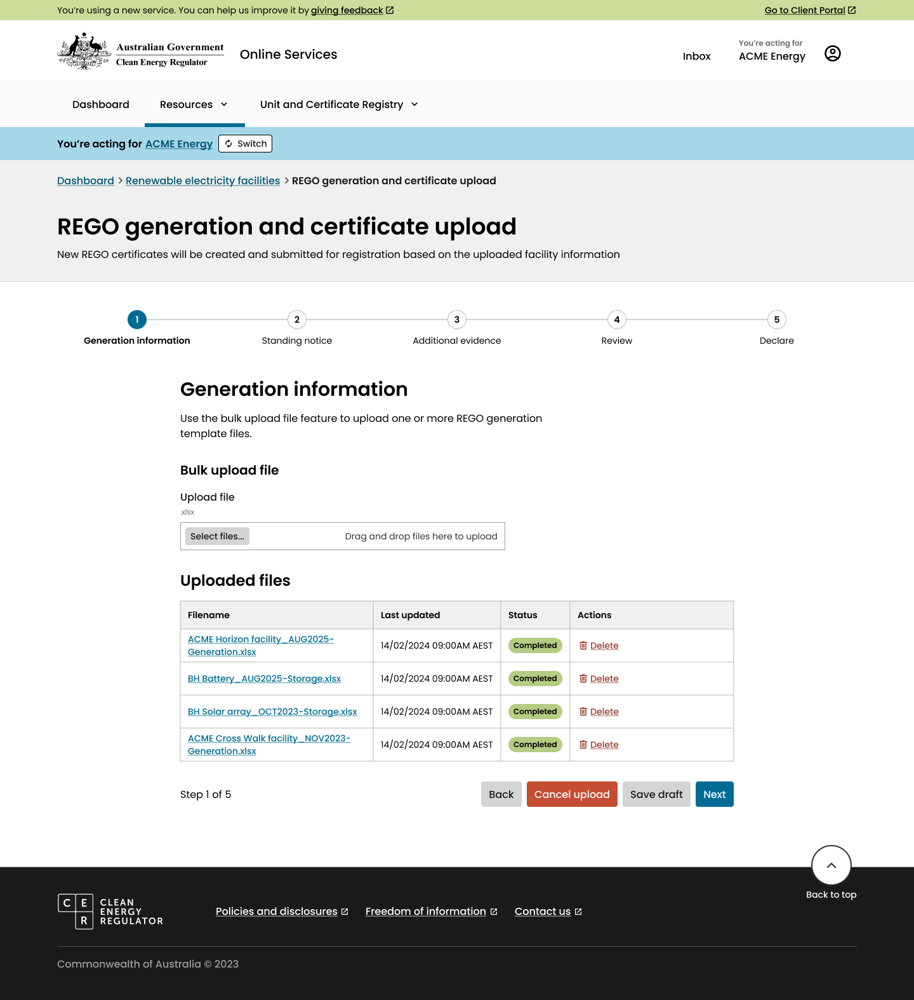 You’re using a new service. You can help us improve it by giving feedback
Go to Client Portal
Australian Government
Clean Energy Regulator
Online Services
Inbox
You’re acting for
ACME Energy
Dashboard
Resources
Unit and Certificate Registry
You’re acting for ACME Energy
Switch
Dashboard > Renewable electricity facilities > REGO generation and certificate upload
REGO generation and certificate upload
New REGO certificates will be created and submitted for registration based on the uploaded facility information
1 2 3 4 5
Generation information
Standing notice
Additional evidence
Review
Declare
Generation information
Use the bulk upload file feature to upload one or more REGO generation
template files.
Bulk upload file
Upload file
.xlsx
Select files...
Drag and drop files here to upload
Uploaded files
Filename Last updated Status Actions
ACME Horizon facility_AUG2025-
Generation.xlsx
14/02/2024 09:00AM AEST Completed Delete
BH Battery_AUG2025-Storage.xlsx 14/02/2024 09:00AM AEST Completed Delete
BH Solar array_OCT2023-Storage.xlsx 14/02/2024 09:00AM AEST Completed Delete
ACME Cross Walk facility_NOV2023-
Generation.xlsx
14/02/2024 09:00AM AEST Completed Delete
Step 1 of 5
Back
Cancel upload
Save draft
Next
Back to top
C E R
CLEAN
ENERGY
REGULATOR
Policies and disclosures
Freedom of information
Contact us
Commonwealth of Australia © 2023